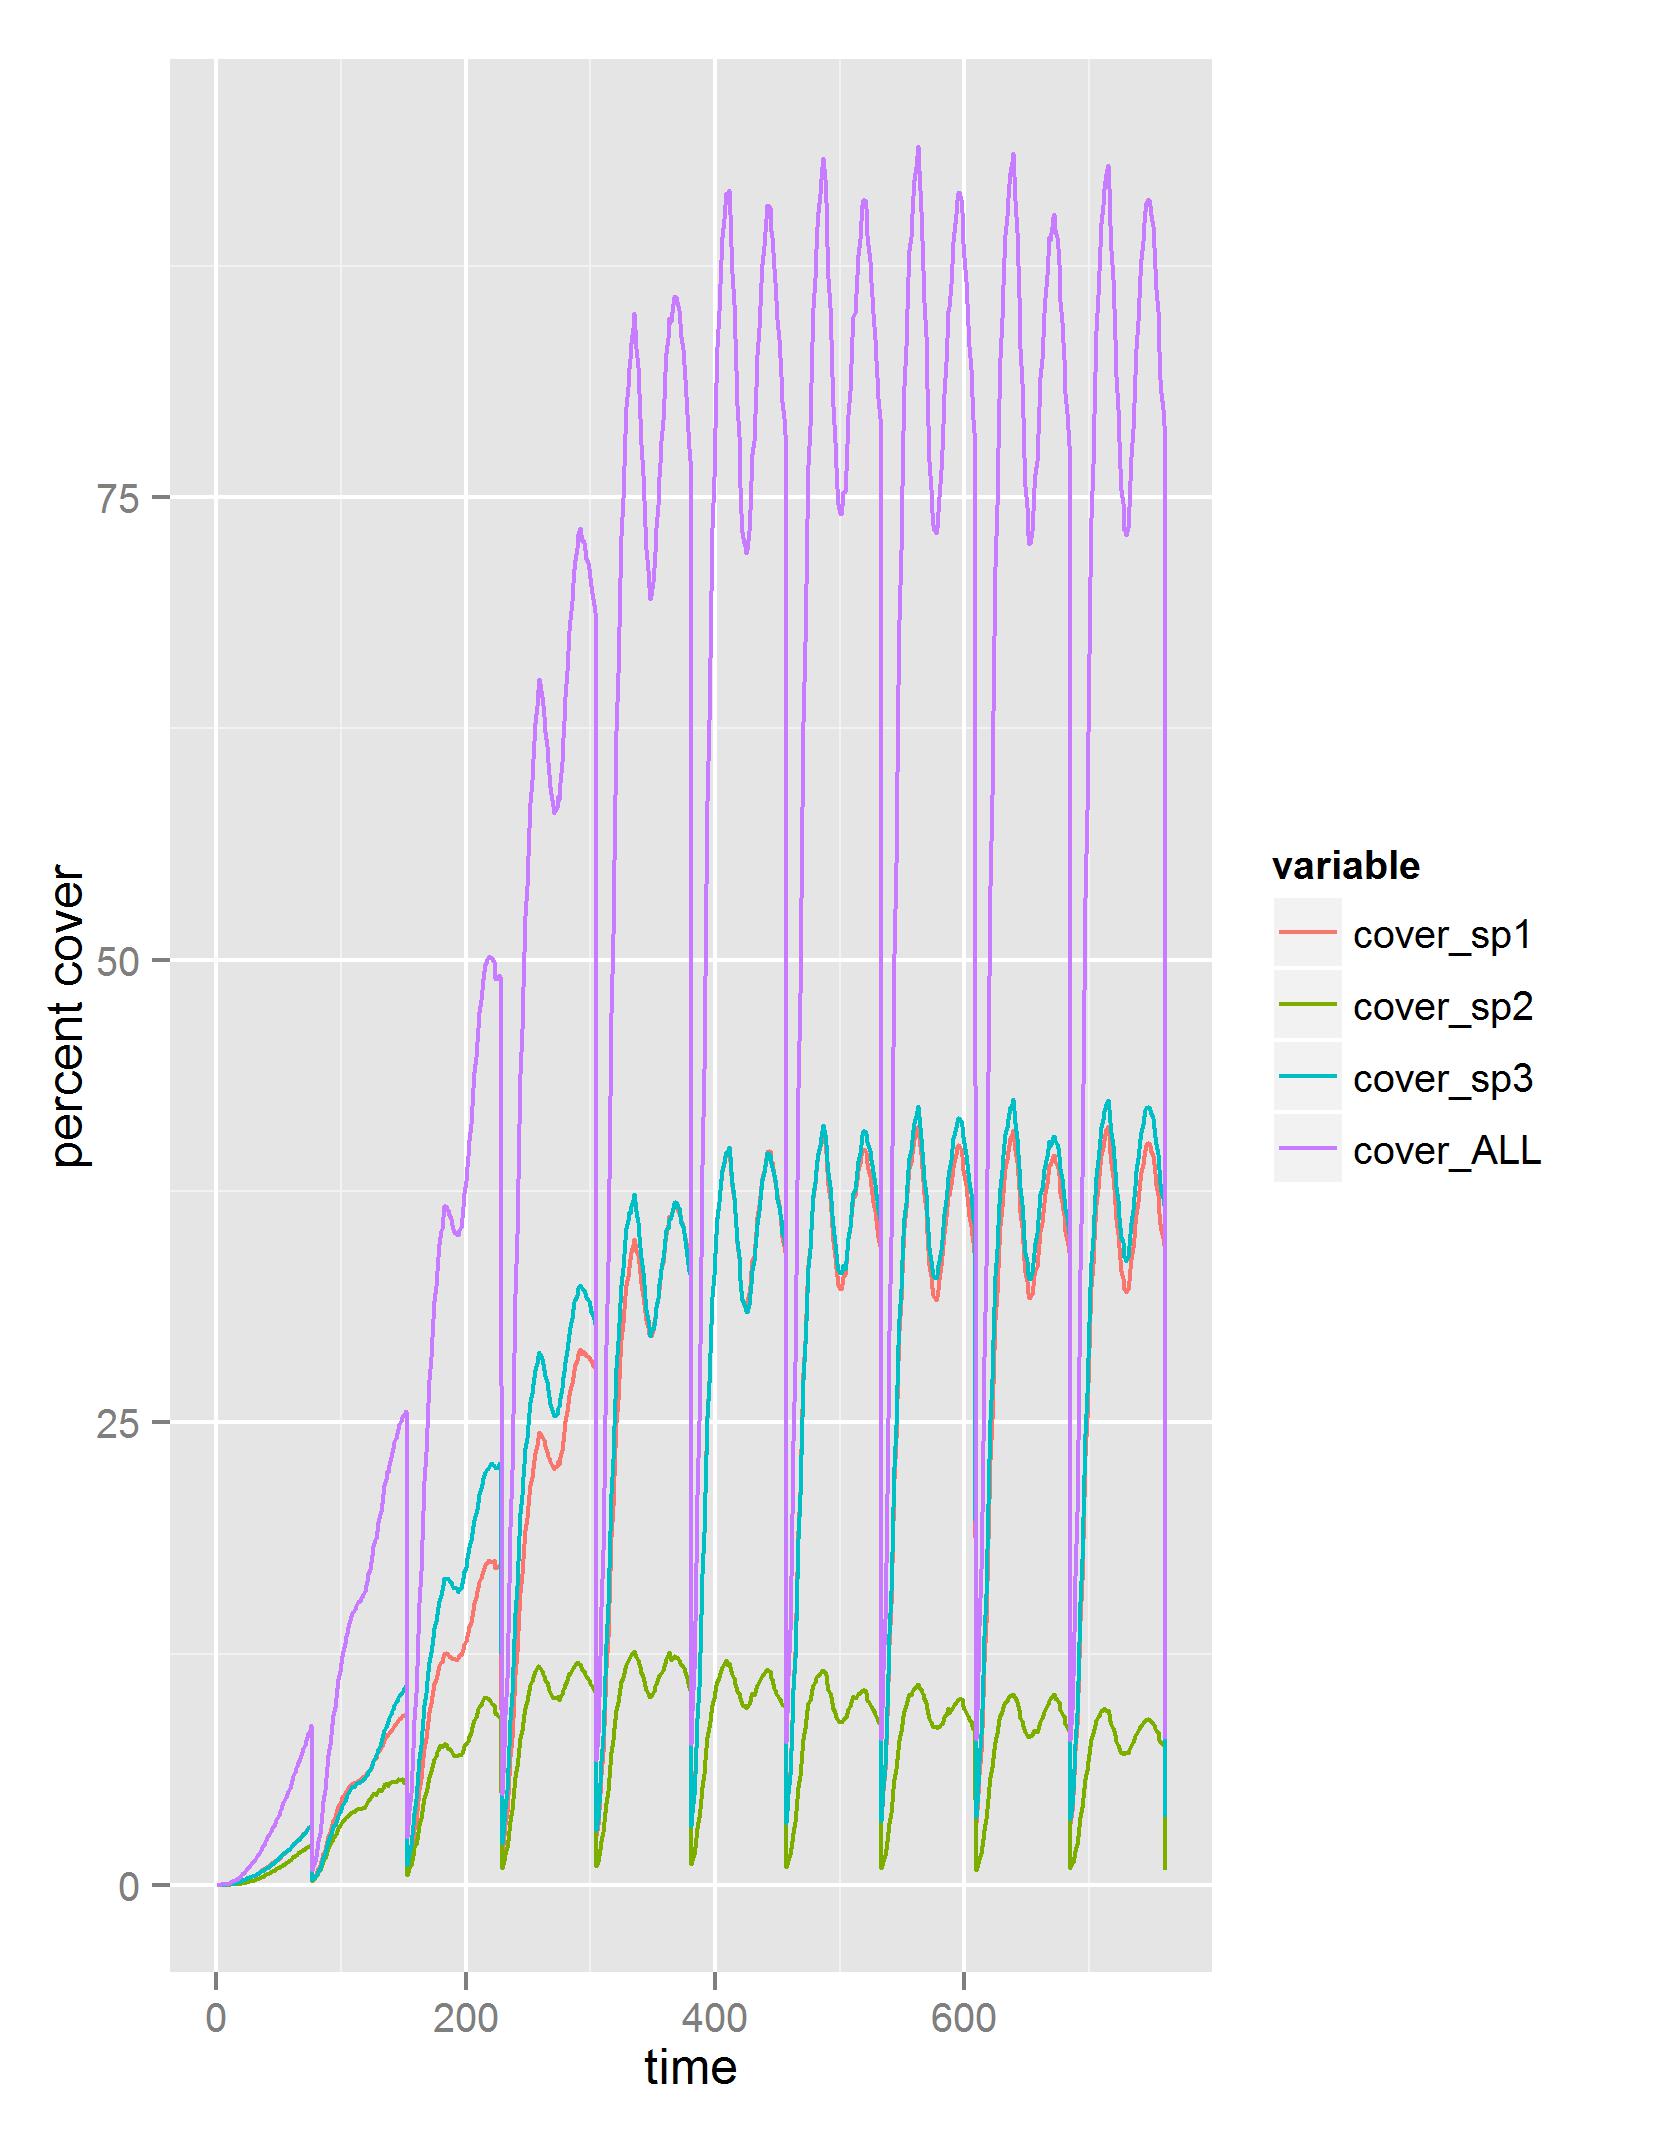 percent cover
75
50
25
0
0 200 400 600
time
variable
cover_sp1
cover_sp2
cover_sp3
cover_ALL